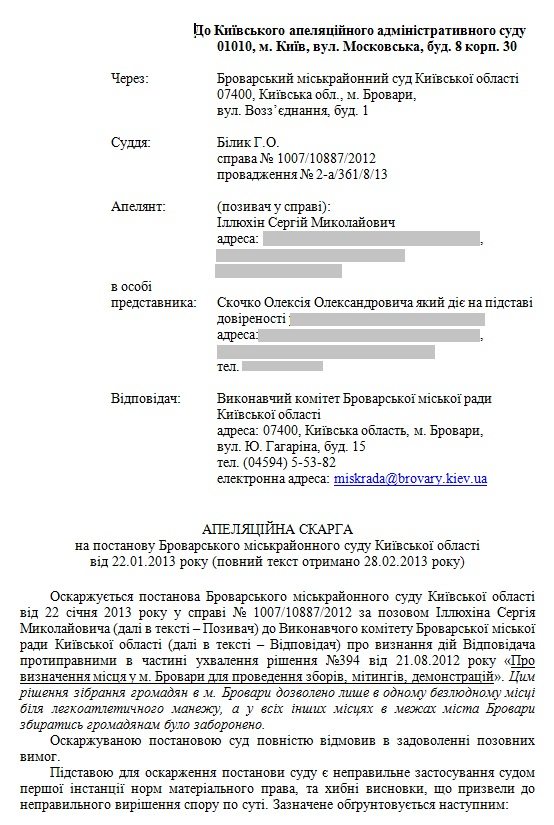 До Київського апеляційного адміністративного суду
01010, м. Київ, вул. Московська, буд. 8 корп. 30
Через: Броварський міськрайонний суд Київської області
07400, Київська обл., м. Бровари,
вул. Возз’єднання, буд. 1
Суддя: Білик Г.О.
справа № 1007/10887/2012
провадження № 2-а/361/8/13
Апелянт: (позивач у справі):
Іллюхін Сергій Миколайович
адреса: ,
в особі
представника: Скочко Олексія Олександровича який діє на підставі
довіреності
адреса: ,
тел.
Відповідач: Виконавчий комітет Броварської міської ради
Київської області
адреса: 07400, Київська область, м. Бровари,
вул. Ю. Гагаріна, буд. 15
тел. (04594) 5-53-82
електронна адреса: miskrada@brovary.kiev.ua
АПЕЛЯЦІЙНА СКАРГА
на постанову Броварського міськрайонного суду Київської області
від 22.01.2013 року (повний текст отримано 28.02.2013 року)
Оскаржується постанова Броварського міськрайонного суду Київської області
від 22 січня 2013 року у справі № 1007/10887/2012 за позовом Іллюхіна Сергія
Миколайовича (далі в тексті – Позивач) до Виконавчого комітету Броварської міської
ради Київської області (далі в тексті – Відповідач) про визнання дій Відповідача
протиправними в частині ухвалення рішення №394 від 21.08.2012 року «Про
визначення місця у м. Бровари для проведення зборів, мітингів, демонстрацій». Цим
рішення зібрання громадян в м. Бровари дозволено лише в одному безлюдному місці
біля легкоатлетичного манежу, а у всіх інших місцях в межах міста Бровари
збиратись громадянам було заборонено.
Оскаржуваною постановою суд повністю відмовив в задоволенні позовних
вимог.
Підставою для оскарження постанови суду є неправильне застосування судом
першої інстанції норм матеріального права, та хибні висновки, що призвели до
неправильного вирішення спору по суті. Зазначене обґрунтовується наступним: